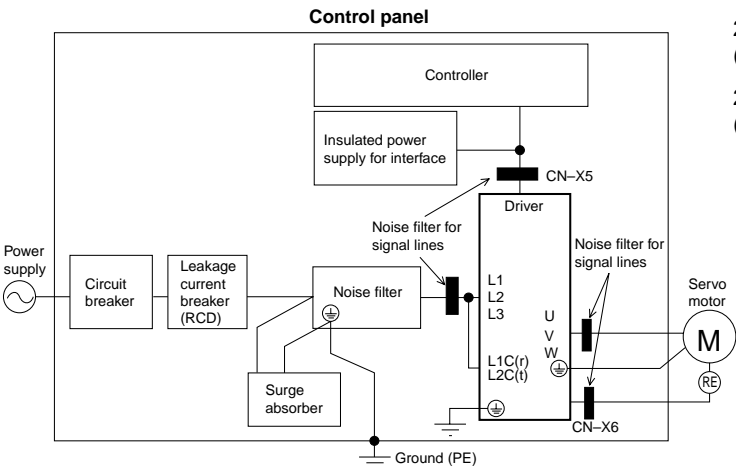 Control panel
Controller
Insulated power
supply for interface
CN–X5
Driver
Noise filter for
signal lines
Noise filter for
signal lines
Power
supply
Circuit
breaker
Leakage
current
breaker
(RCD)
Noise filter
L1
L2
L3
U
V
W
L1C(r)
L2C(t)
Servo
motor
M
RE
Surge
absorber
CN–X6
Ground (PE)